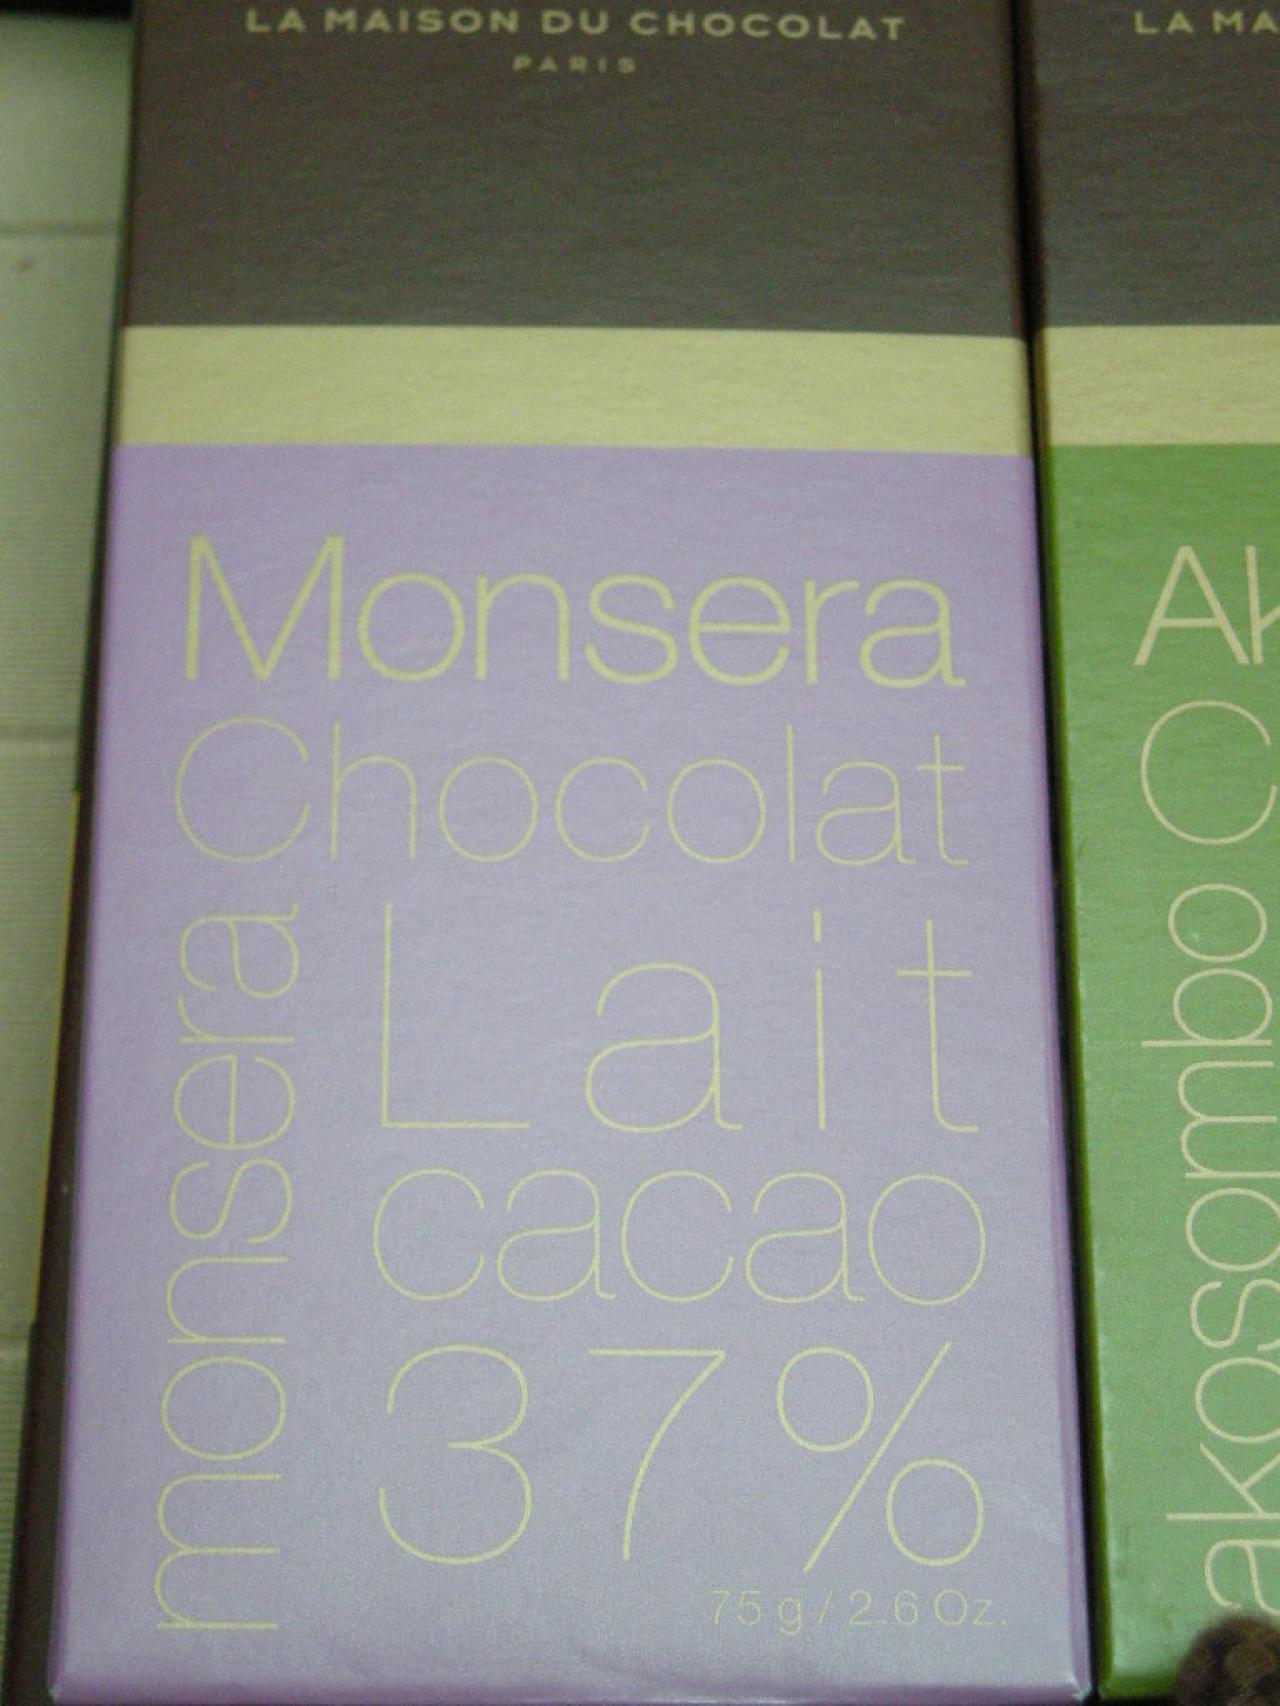 LA MAISON DU CHOCOLAT
PARIS
Monsera
Chocolat
Lait
cacao
37%
monsera
75 g / 2.6 Oz.
LA MA
Ak
C
akosombo